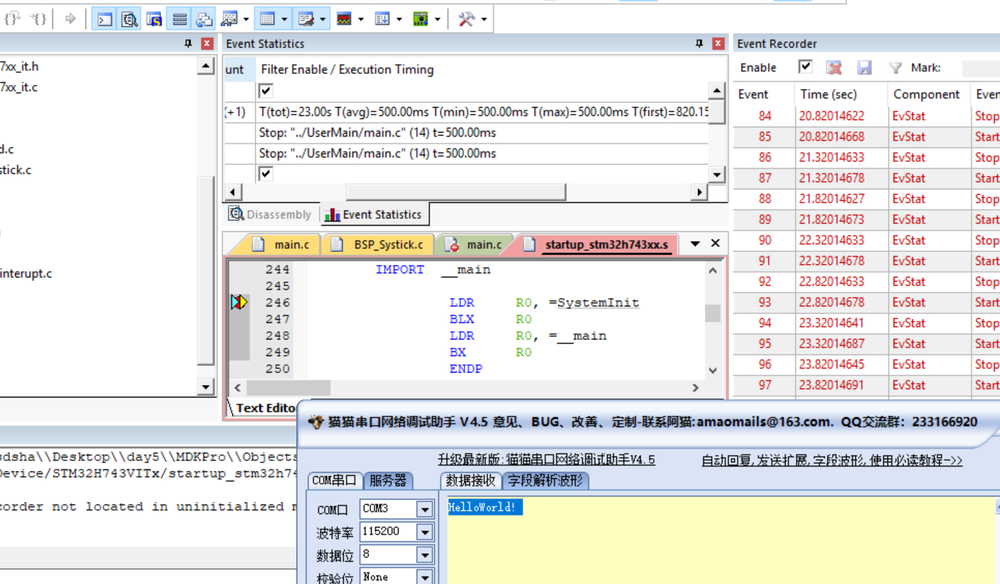 Event Statistics
Event Recorder
7xx_it.h
7xx_it.c
d.c
stick.c
interupt.c
unt
Filter Enable / Execution Timing
(+1)
T(tot)=23.00s T(avg)=500.00ms T(min)=500.00ms T(max)=500.00ms T(first)=820.15
Stop: "../UserMain/main.c" (14) t=500.00ms
Stop: "../UserMain/main.c" (14) t=500.00ms
Disassembly
Event Statistics
main.c
BSP_Systick.c
main.c
startup_stm32h743xx.s
244 IMPORT __main
245
246 LDR R0, =SystemInit
247 BLX R0
248 LDR R0, =__main
249 BX R0
250 ENDP
Text Edito
Enable
Mark:
Event Time (sec) Component Even
84 20.82014622 EvStat Stop
85 20.82014668 EvStat Start
86 21.32014633 EvStat Stop
87 21.32014678 EvStat Start
88 21.82014627 EvStat Stop
89 21.82014673 EvStat Start
90 22.32014633 EvStat Stop
91 22.32014678 EvStat Start
92 22.82014633 EvStat Stop
93 22.82014678 EvStat Start
94 23.32014641 EvStat Stop
95 23.32014687 EvStat Start
96 23.82014645 EvStat Stop
97 23.82014691 EvStat Start
sdsha\\Desktop\\day5\\MDKPro\\Objects
Device/STM32H743VITx/startup_stm32h74
corder not located in uninitialized m
猫猫串口网络调试助手 V4.5 意见、BUG、改善、定制-联系阿猫:amaomails@163.com. QQ交流群：233166920
升级最新版:猫猫串口网络调试助手V4.5
自动回复,发送扩展,字段波形,使用必读教程->>
COM串口
服务器
数据接收
字段解析波形
COM口 COM3
波特率 115200
数据位 8
校验位 None
HelloWorld!